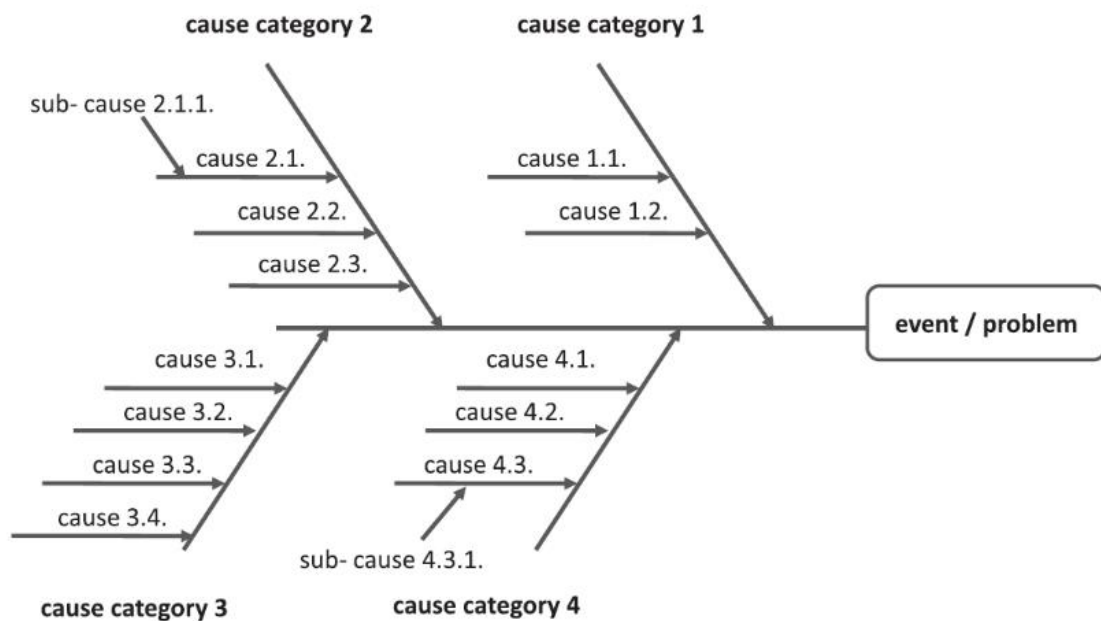 cause category 2
cause category 1
sub- cause 2.1.1.
cause 2.1.
cause 1.1.
cause 2.2.
cause 1.2.
cause 2.3.
event / problem
cause 3.1.
cause 4.1.
cause 3.2.
cause 4.2.
cause 3.3.
cause 4.3.
cause 3.4.
sub- cause 4.3.1.
cause category 3
cause category 4